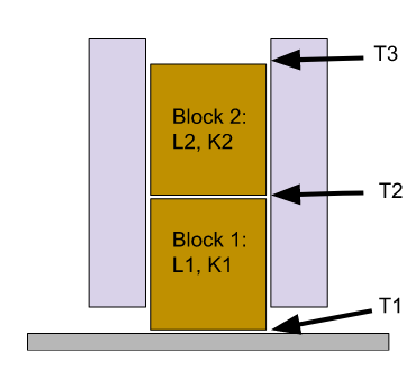 T3
Block 2:
L2, K2
T2
Block 1:
L1, K1
T1